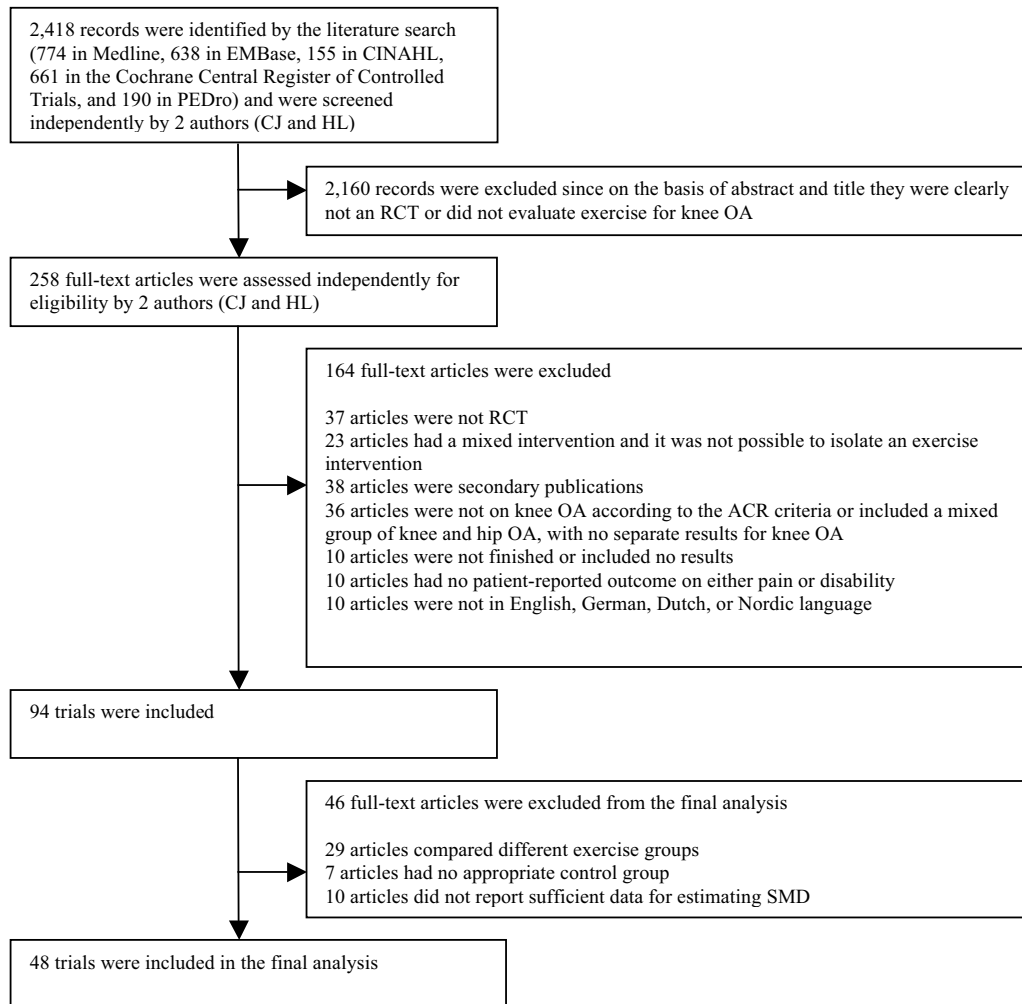 2,418 records were identified by the literature search
(774 in Medline, 638 in EMBase, 155 in CINAHL,
661 in the Cochrane Central Register of Controlled
Trials, and 190 in PEDro) and were screened
independently by 2 authors (CJ and HL)
2,160 records were excluded since on the basis of abstract and title they were clearly
not an RCT or did not evaluate exercise for knee OA
258 full-text articles were assessed independently for
eligibility by 2 authors (CJ and HL)
164 full-text articles were excluded
37 articles were not RCT
23 articles had a mixed intervention and it was not possible to isolate an exercise
intervention
38 articles were secondary publications
36 articles were not on knee OA according to the ACR criteria or included a mixed
group of knee and hip OA, with no separate results for knee OA
10 articles were not finished or included no results
10 articles had no patient-reported outcome on either pain or disability
10 articles were not in English, German, Dutch, or Nordic language
94 trials were included
46 full-text articles were excluded from the final analysis
29 articles compared different exercise groups
7 articles had no appropriate control group
10 articles did not report sufficient data for estimating SMD
48 trials were included in the final analysis